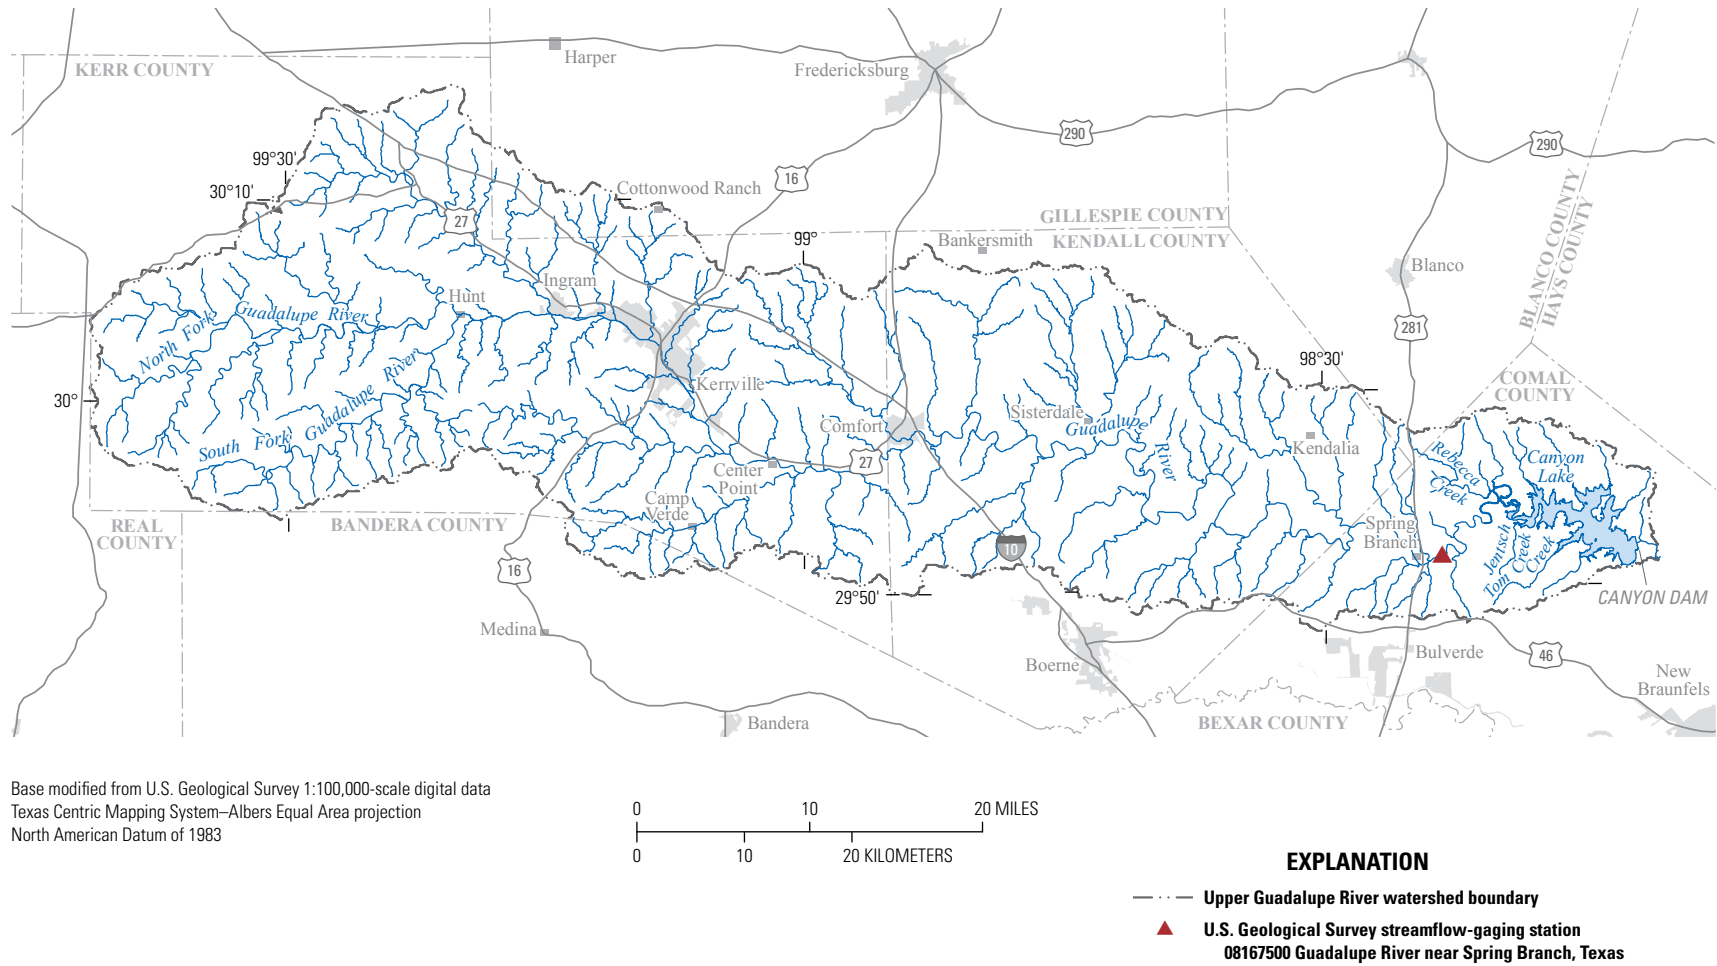 KERR COUNTY
Harper
Fredericksburg
290
290
99°30'
30°10'
27
Cottonwood Ranch
16
GILLESPIE COUNTY
KENDALL COUNTY
BLANCO COUNTY
HAYS COUNTY
99°
Bankersmith
Blanco
Ingram
Hunt
Guadalupe River
North Fork
281
98°30'
COMAL
COUNTY
30°
Kerrville
South Fork Guadalupe River
Comfort
Sisterdale
Guadalupe
River
Kendalia
27
Center
Point
Rebecca
Creek
Canyon
Lake
Camp
Verde
REAL
COUNTY
BANDERA COUNTY
10
Spring
Branch
Jentsch
Creek
Tom Creek
16
29°50'
CANYON DAM
Medina
Boerne
Bulverde
46
New
Braunfels
Bandera
BEXAR COUNTY
Base modified from U.S. Geological Survey 1:100,000-scale digital data
Texas Centric Mapping System–Albers Equal Area projection
North American Datum of 1983
0 10 20 MILES
0 10 20 KILOMETERS
EXPLANATION
Upper Guadalupe River watershed boundary
U.S. Geological Survey streamflow-gaging station
08167500 Guadalupe River near Spring Branch, Texas